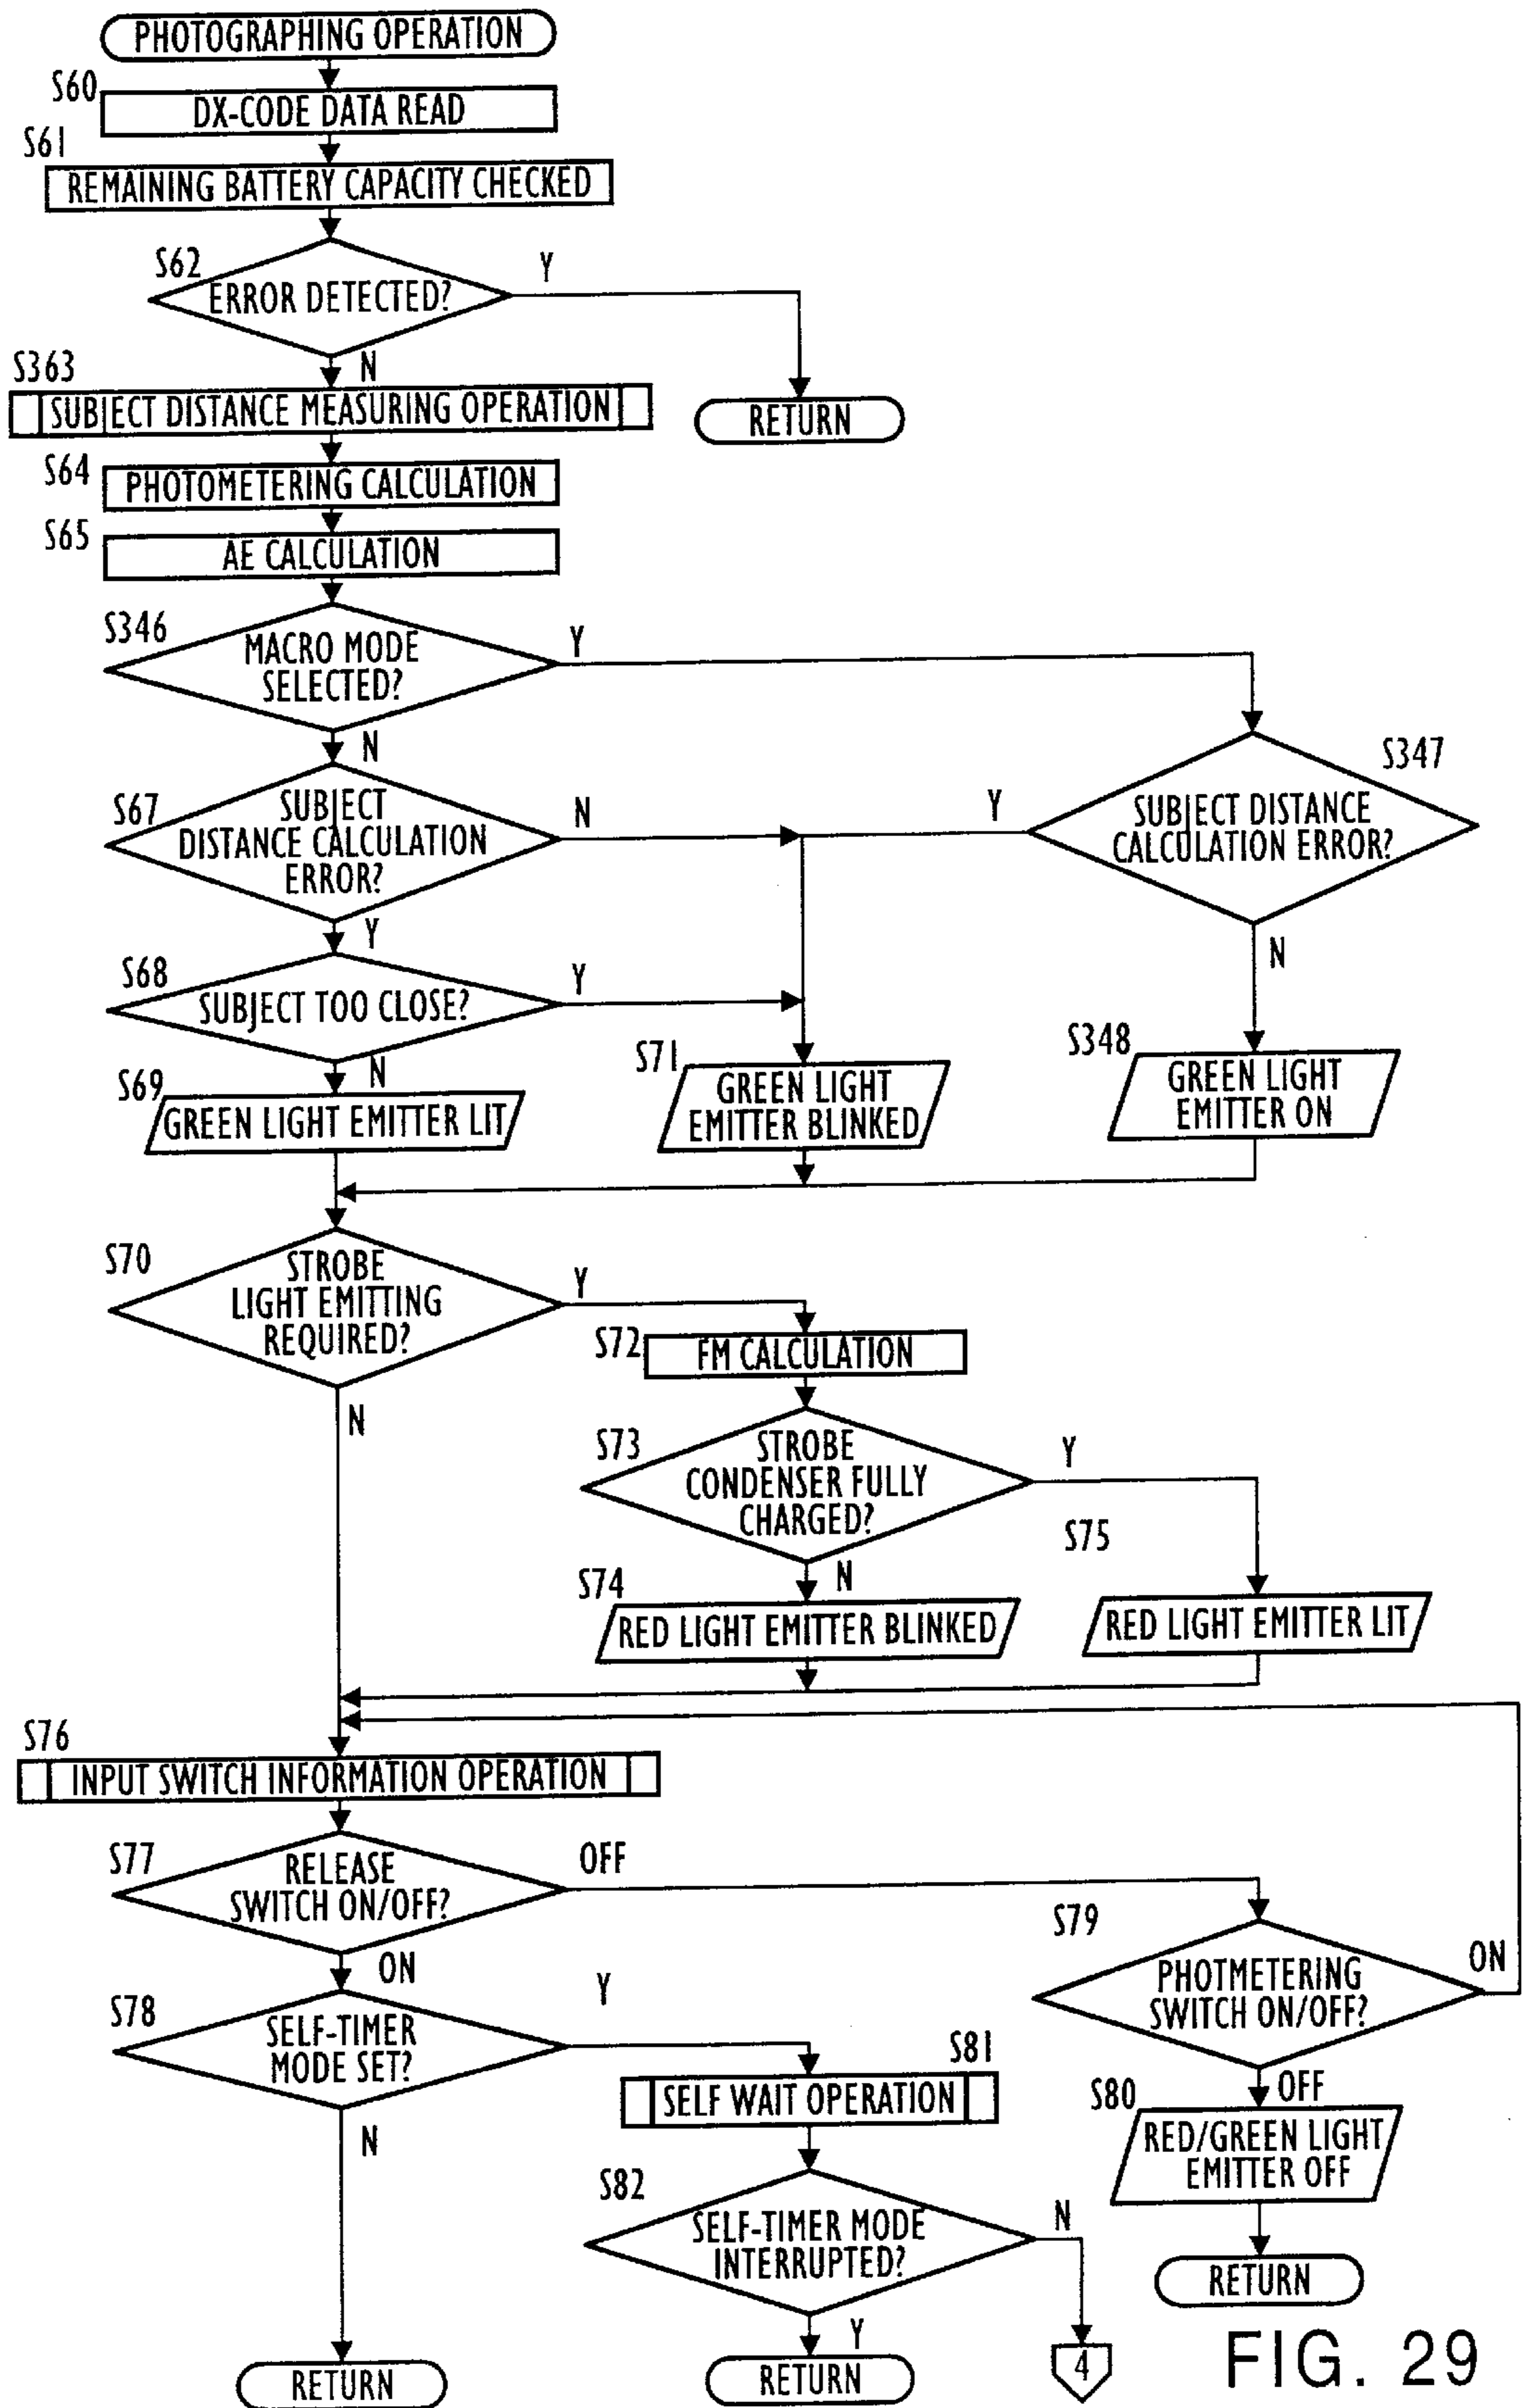 PHOTOGRAPHING OPERATION
S60
DX-CODE DATA READ
S61
REMAINING BATTERY CAPACITY CHECKED
S62
ERROR DETECTED?
Y
N
S363
SUBJECT DISTANCE MEASURING OPERATION
RETURN
S64
PHOTOMETERING CALCULATION
S65
AE CALCULATION
S346
MACRO MODE
SELECTED?
Y
N
S347
SUBJECT DISTANCE
CALCULATION ERROR?
Y
N
S67
SUBJECT
DISTANCE CALCULATION
ERROR?
N
Y
S68
SUBJECT TOO CLOSE?
Y
N
S69
GREEN LIGHT EMITTER LIT
S71
GREEN LIGHT
EMITTER BLINKED
S348
GREEN LIGHT
EMITTER ON
S70
STROBE
LIGHT EMITTING
REQUIRED?
Y
N
S72
FM CALCULATION
S73
STROBE
CONDENSER FULLY
CHARGED?
Y
N
S74
RED LIGHT EMITTER BLINKED
S75
RED LIGHT EMITTER LIT
S76
INPUT SWITCH INFORMATION OPERATION
S77
RELEASE
SWITCH ON/OFF?
OFF
ON
S79
PHOTMETERING
SWITCH ON/OFF?
ON
OFF
S78
SELF-TIMER
MODE SET?
Y
N
S81
SELF WAIT OPERATION
S80
RED/GREEN LIGHT
EMITTER OFF
RETURN
S82
SELF-TIMER MODE
INTERRUPTED?
N
Y
RETURN
RETURN
4
FIG. 29